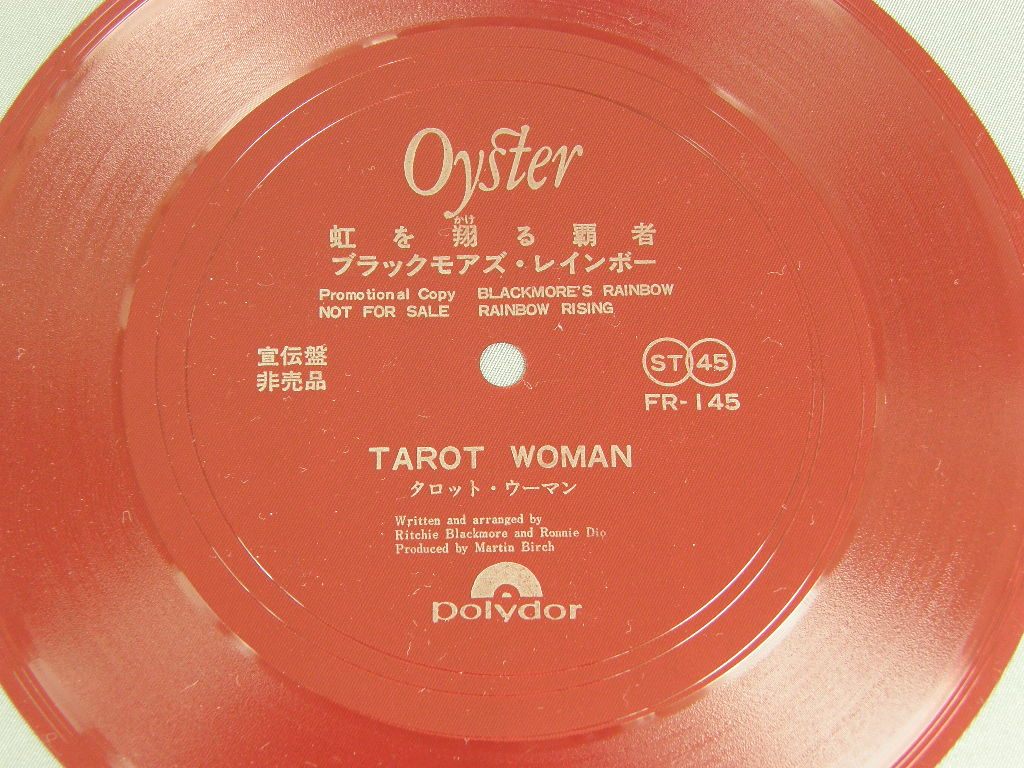 Oyster
かけ
虹を翔る覇者
ブラックモアズ・レインボー
Promotional Copy BLACKMORE'S RAINBOW
NOT FOR SALE RAINBOW RISING
宣伝盤
非売品
ST 45
FR-145
TAROT WOMAN
タロット・ウーマン
Written and arranged by
Ritchie Blackmore and Ronnie Dio
Produced by Martin Birch
polydor